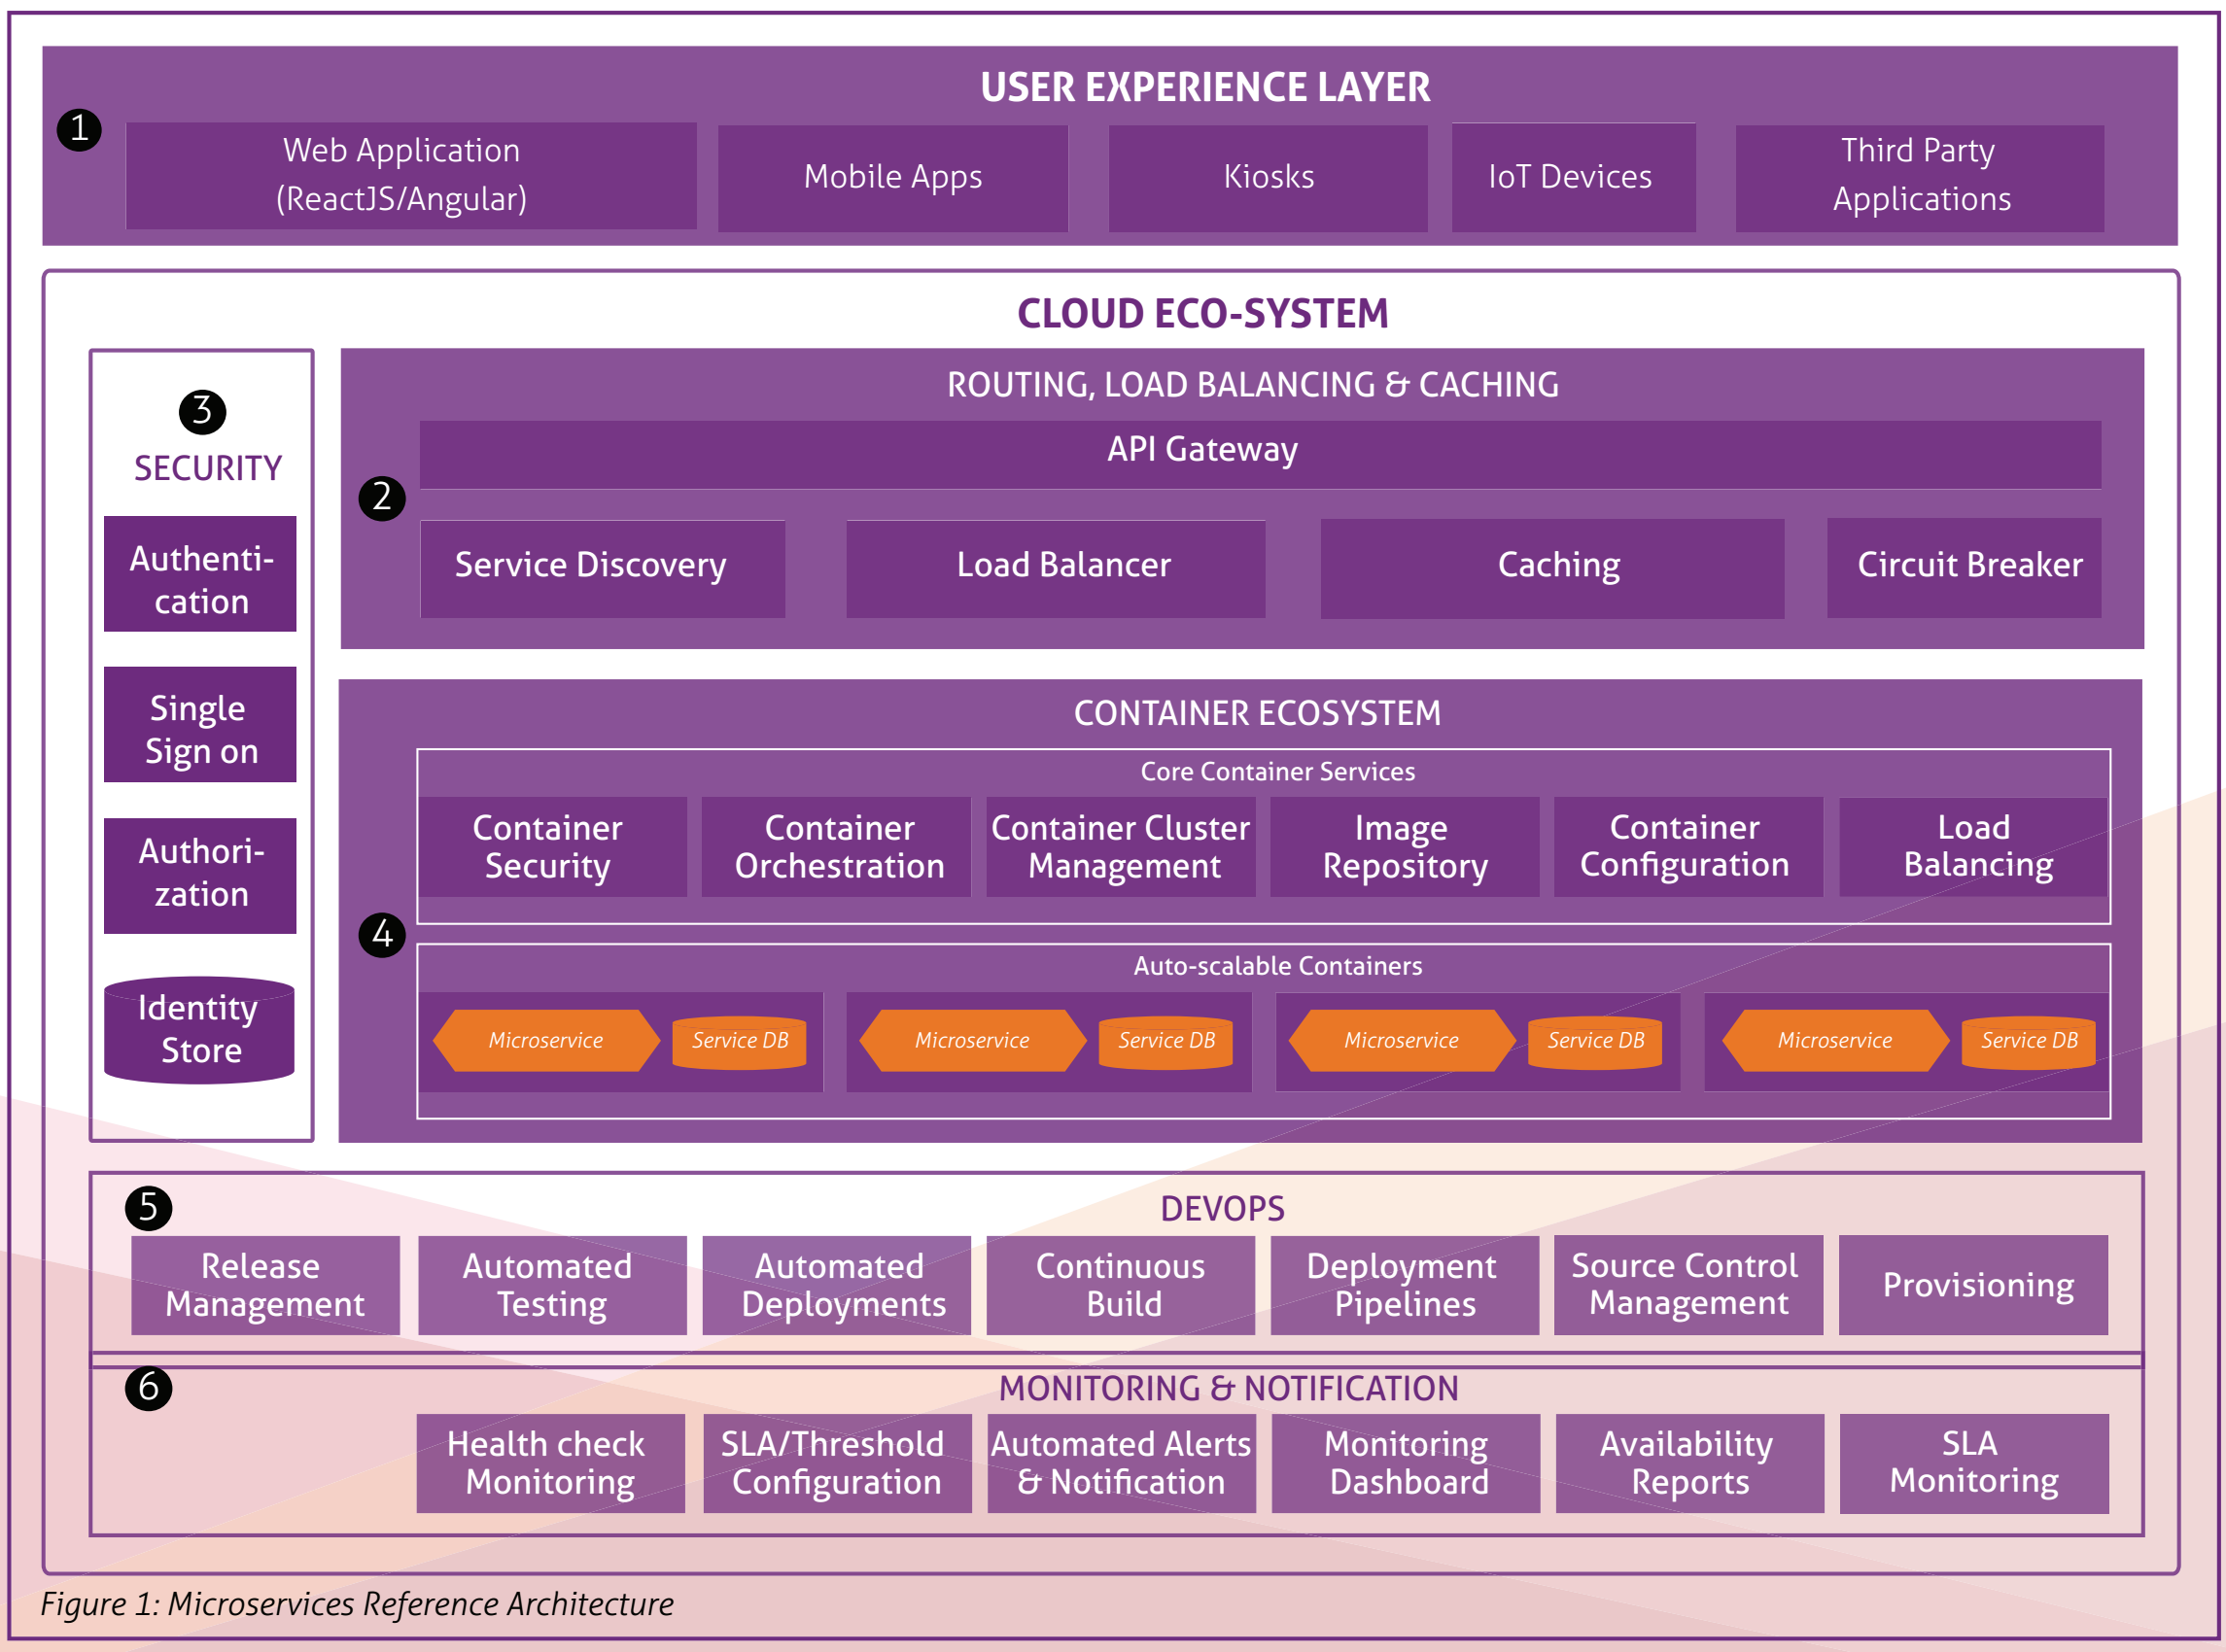 USER EXPERIENCE LAYER
1
Web Application
(ReactJS/Angular)
Mobile Apps
Kiosks
IoT Devices
Third Party
Applications
CLOUD ECO-SYSTEM
3
SECURITY
Authenti-
cation
Single
Sign on
Authori-
zation
Identity
Store
ROUTING, LOAD BALANCING & CACHING
2
API Gateway
Service Discovery
Load Balancer
Caching
Circuit Breaker
CONTAINER ECOSYSTEM
4
Core Container Services
Container
Security
Container
Orchestration
Container Cluster
Management
Image
Repository
Container
Configuration
Load
Balancing
Auto-scalable Containers
Microservice
Service DB
Microservice
Service DB
Microservice
Service DB
Microservice
Service DB
5
DEVOPS
Release
Management
Automated
Testing
Automated
Deployments
Continuous
Build
Deployment
Pipelines
Source Control
Management
Provisioning
6
MONITORING & NOTIFICATION
Health check
Monitoring
SLA/Threshold
Configuration
Automated Alerts
& Notification
Monitoring
Dashboard
Availability
Reports
SLA
Monitoring
Figure 1: Microservices Reference Architecture